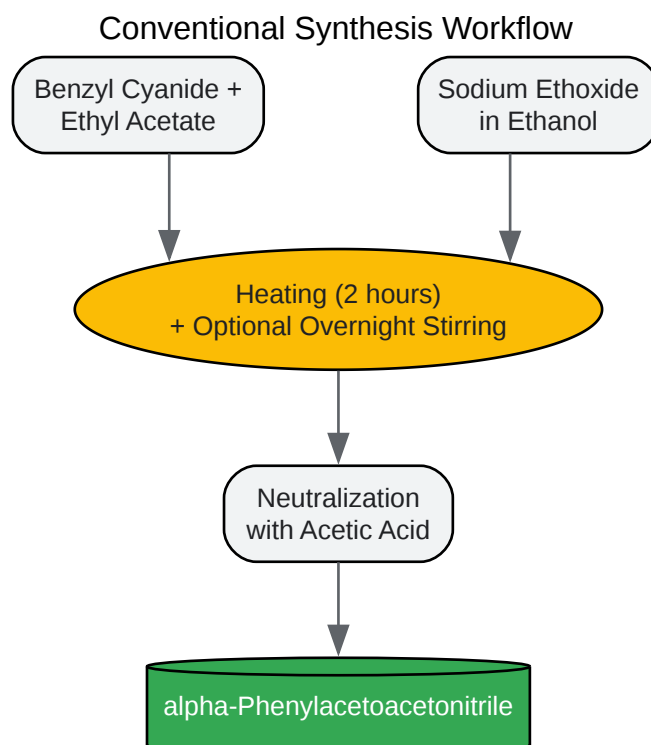 Conventional Synthesis Workflow
Benzyl Cyanide +
Ethyl Acetate
Sodium Ethoxide
in Ethanol
Heating (2 hours)
+ Optional Overnight Stirring
Neutralization
with Acetic Acid
alpha-Phenylacetoacetonitrile